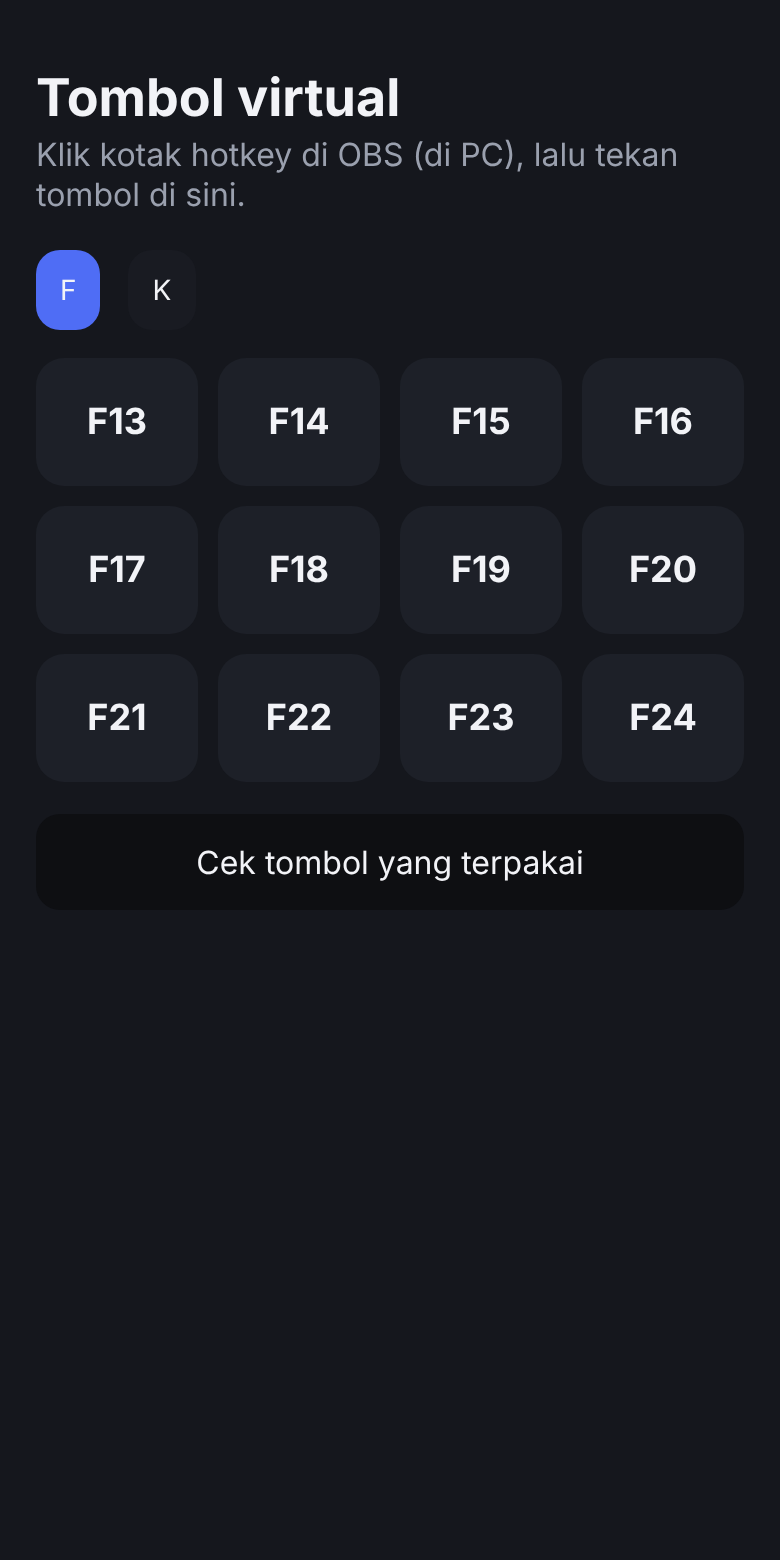 Tombol virtual
Klik kotak hotkey di OBS (di PC), lalu tekan
tombol di sini.
F K
F13 F14 F15 F16
F17 F18 F19 F20
F21 F22 F23 F24
Cek tombol yang terpakai